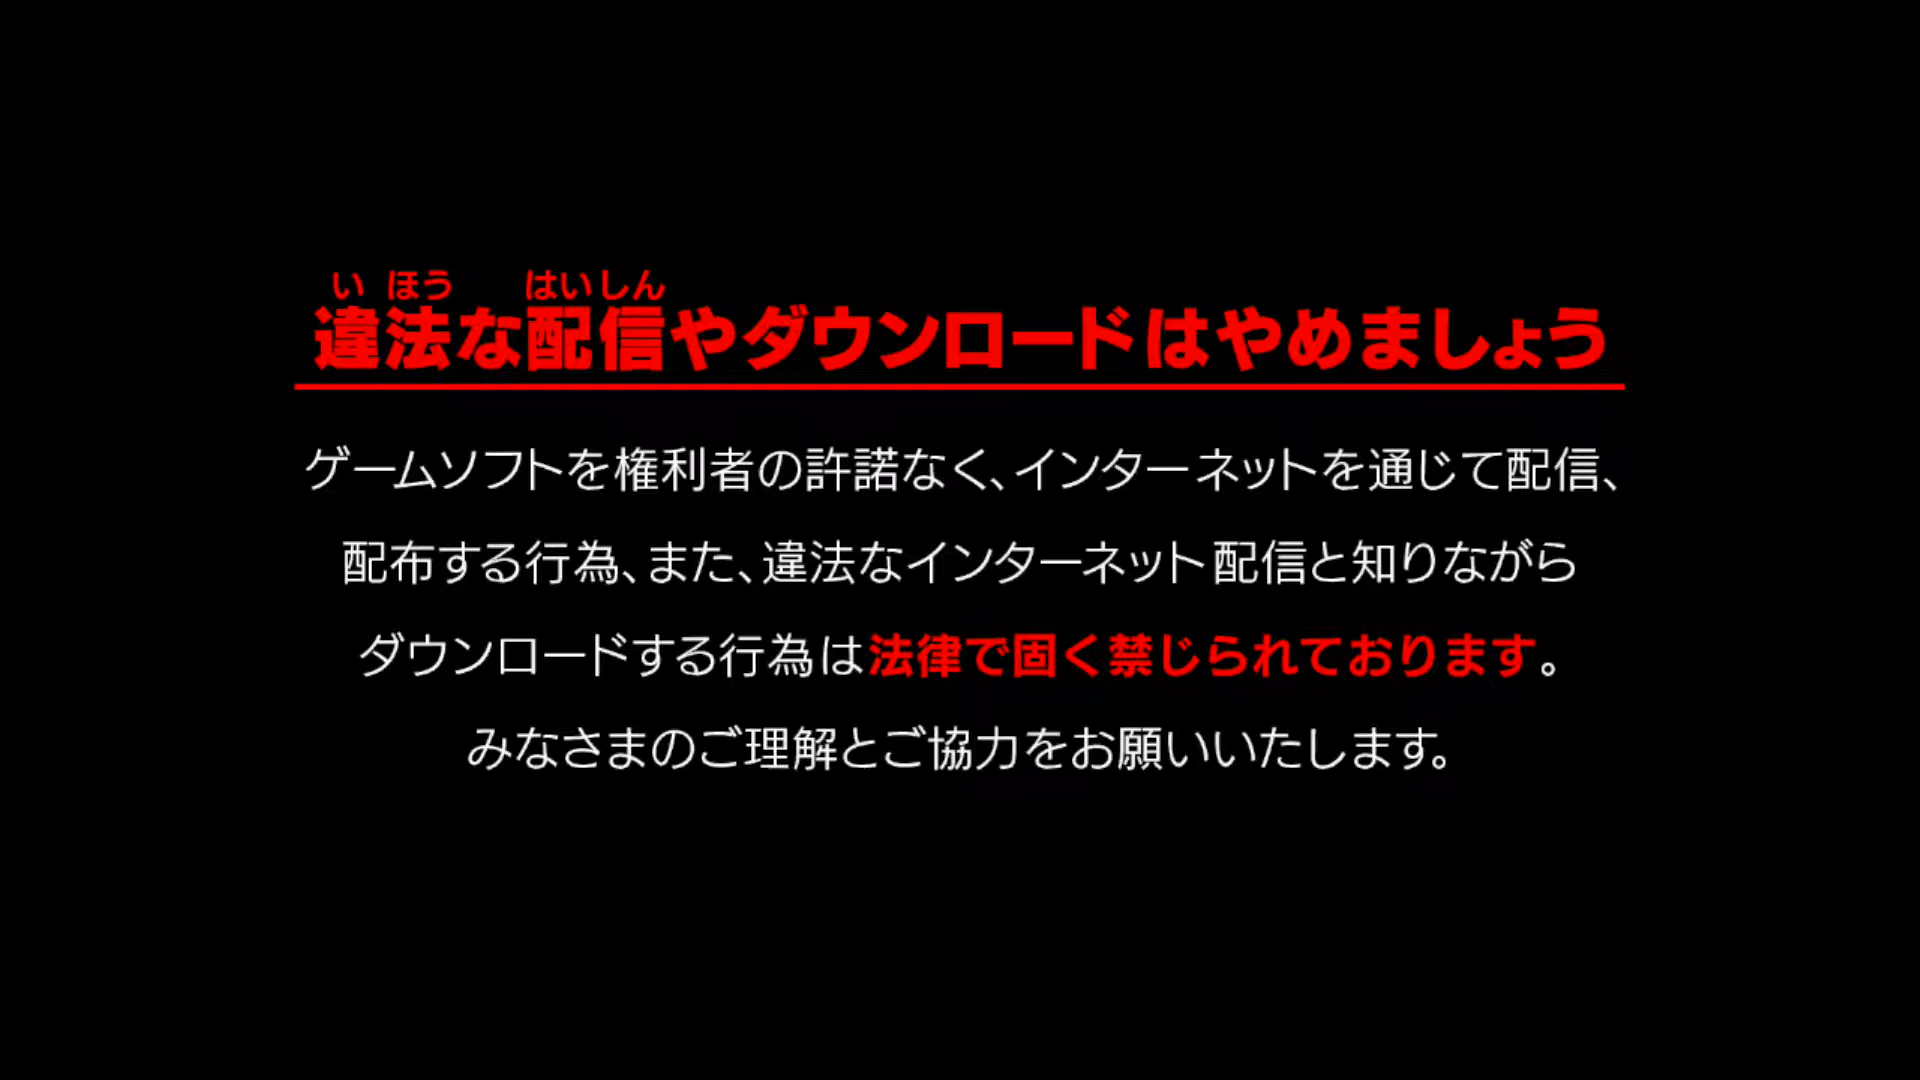 い ほう はいしん
違法な配信やダウンロードはやめましょう
ゲームソフトを権利者の許諾なく、インターネットを通じて配信、
配布する行為、また、違法なインターネット配信と知りながら
ダウンロードする行為は法律で固く禁じられております。
みなさまのご理解とご協力をお願いいたします。